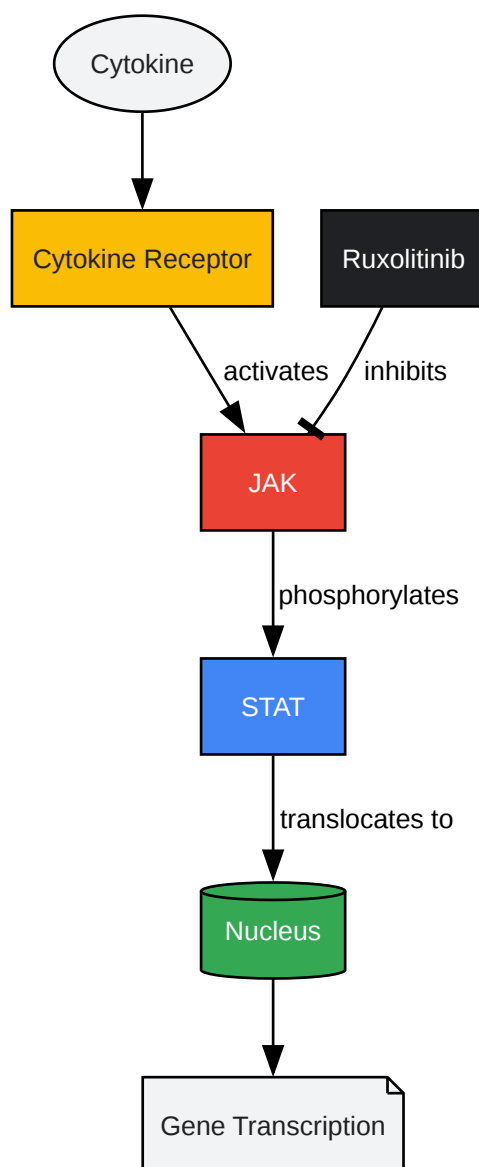 Cytokine
Cytokine Receptor
Ruxolitinib
activates
inhibits
JAK
phosphorylates
STAT
translocates to
Nucleus
Gene Transcription